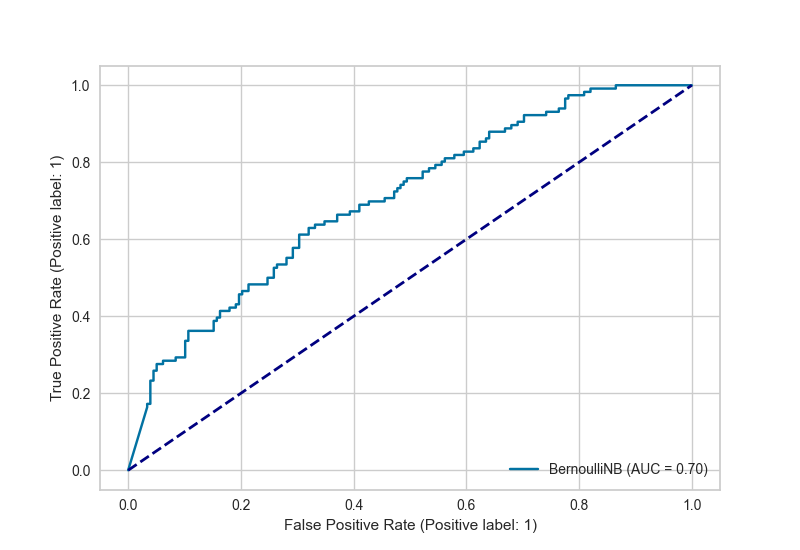 1.0
0.8
0.6
0.4
0.2
0.0
True Positive Rate (Positive label: 1)
BernoulliNB (AUC = 0.70)
0.0 0.2 0.4 0.6 0.8 1.0
False Positive Rate (Positive label: 1)